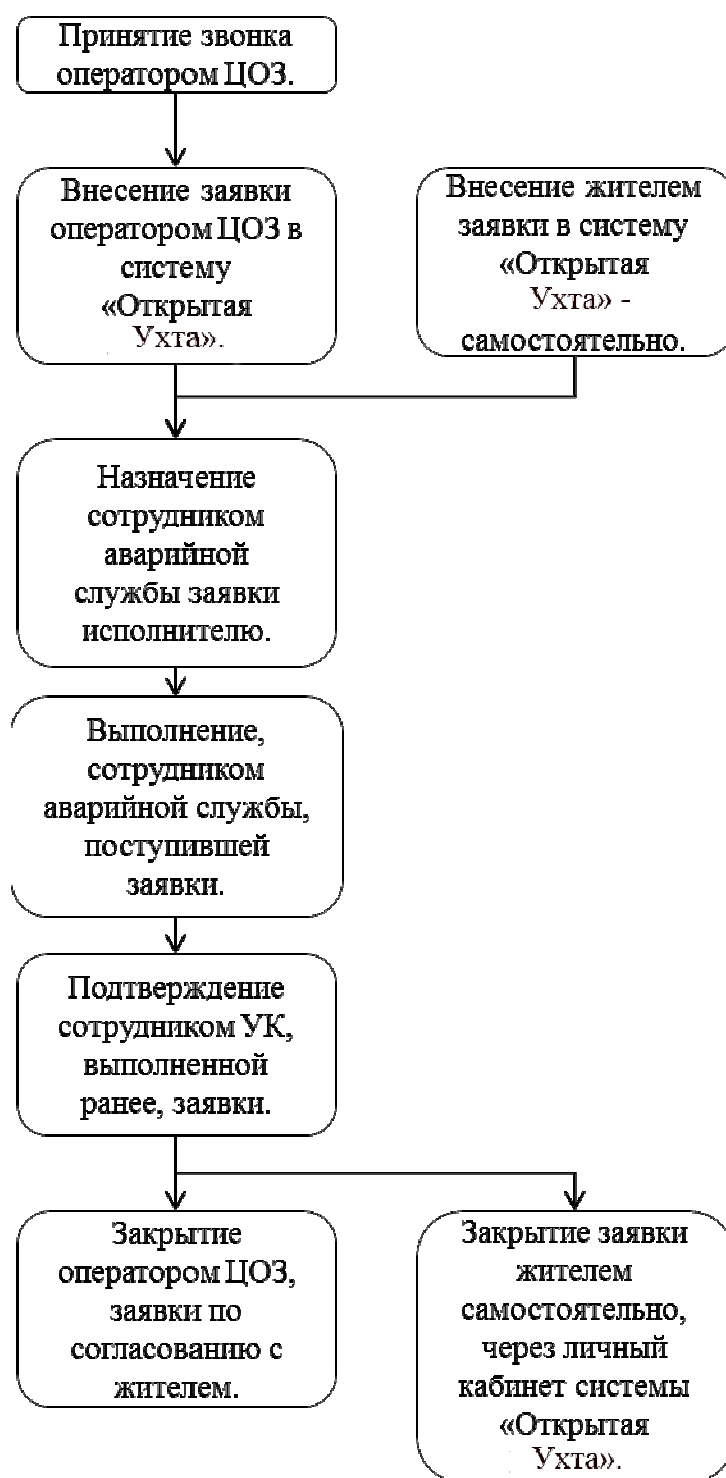 Принятие звонка
оператором ЦОЗ.
Внесение заявки
оператором ЦОЗ в
систему
«Открытая
Ухта».
Внесение жителем
заявки в систему
«Открытая
Ухта» -
самостоятельно.
Назначение
сотрудником
аварийной
службы заявки
исполнителю.
Выполнение,
сотрудником
аварийной службы,
поступившей
заявки.
Подтверждение
сотрудником УК,
выполненной
ранее, заявки.
Закрытие
оператором ЦОЗ,
заявки по
согласованию с
жителем.
Закрытие заявки
жителем
самостоятельно,
через личный
кабинет системы
«Открытая
Ухта».